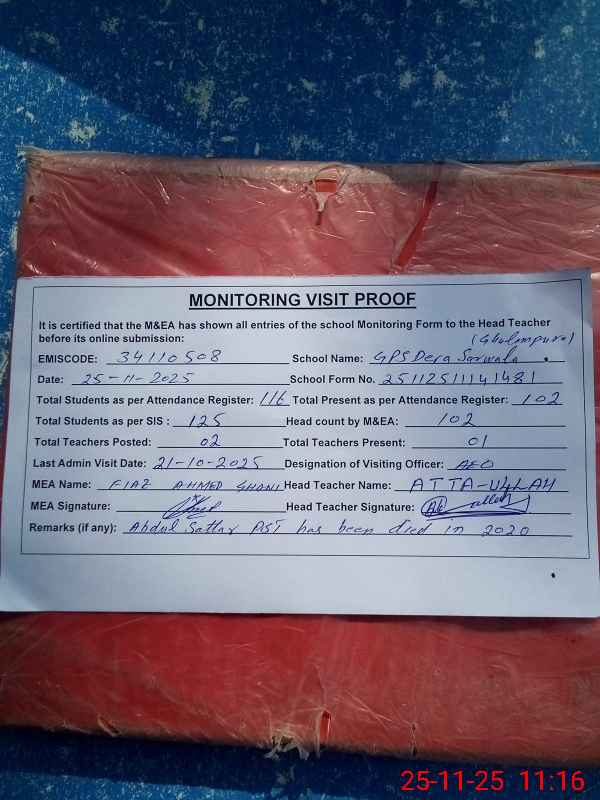 MONITORING VISIT PROOF
It is certified that the M&EA has shown all entries of the school Monitoring Form to the Head Teacher
before its online submission:
(Gholmpura)
EMISCODE: 34110508 School Name: GPS Dera Sarwala
Date: 25-11-2025 School Form No. 25112511141481
Total Students as per Attendance Register: 116 Total Present as per Attendance Register: 102
Total Students as per SIS : 125 Head count by M&EA: 102
Total Teachers Posted: 02 Total Teachers Present: 01
Last Admin Visit Date: 21-10-2025 Designation of Visiting Officer: AEO
MEA Name: FIAZ AHMED GHANI Head Teacher Name: ATTA-ULLAH
MEA Signature: Head Teacher Signature:
Remarks (if any): Abdul Sattar PST has been died in 2020
25-11-25 11:16